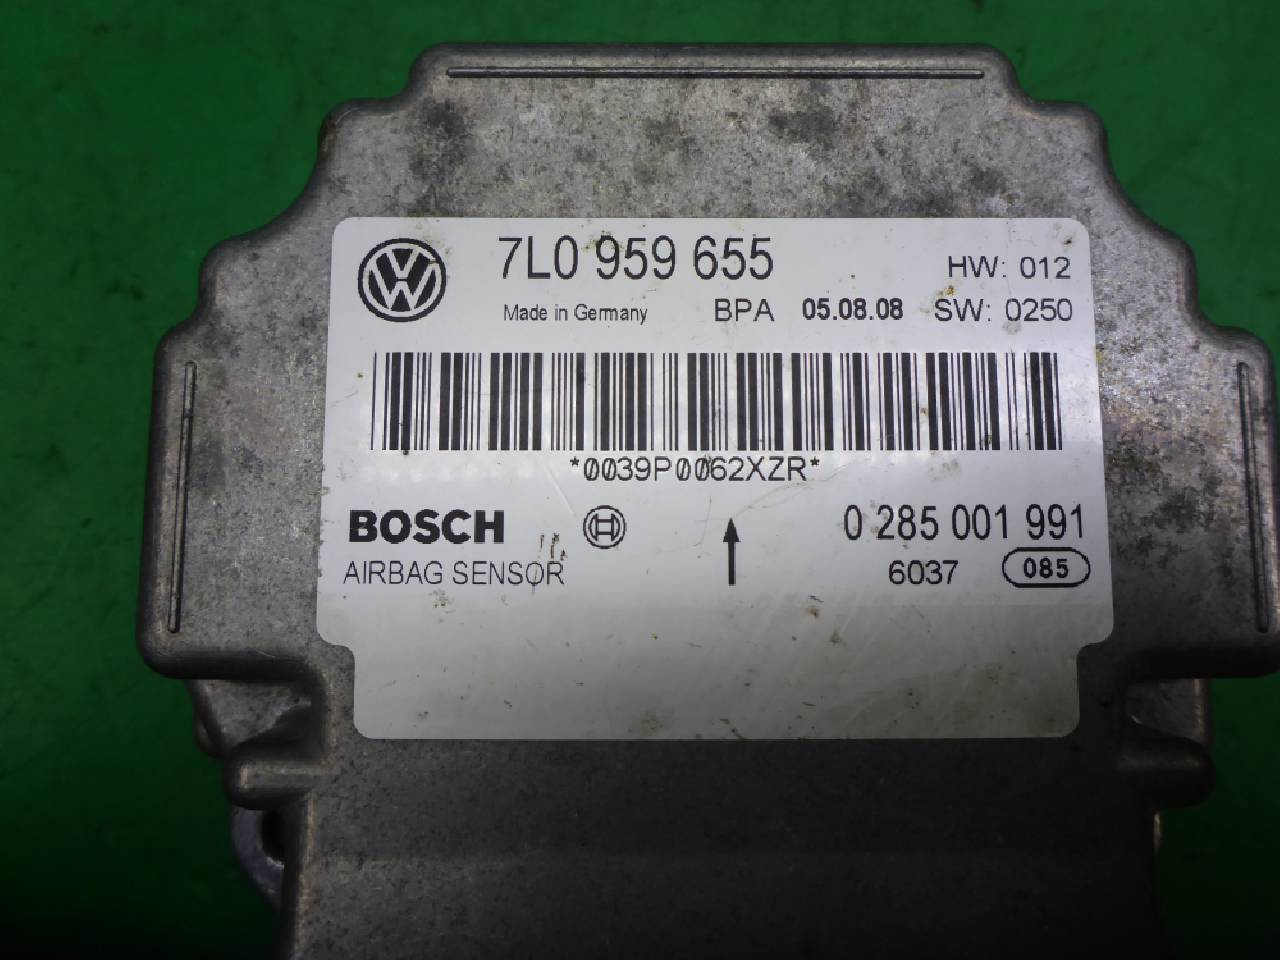 7L0 959 655
HW: 012
Made in Germany BPA 05.08.08 SW: 0250
*0039P0062XZR*
BOSCH 0 285 001 991
AIRBAG SENSOR 6037 085